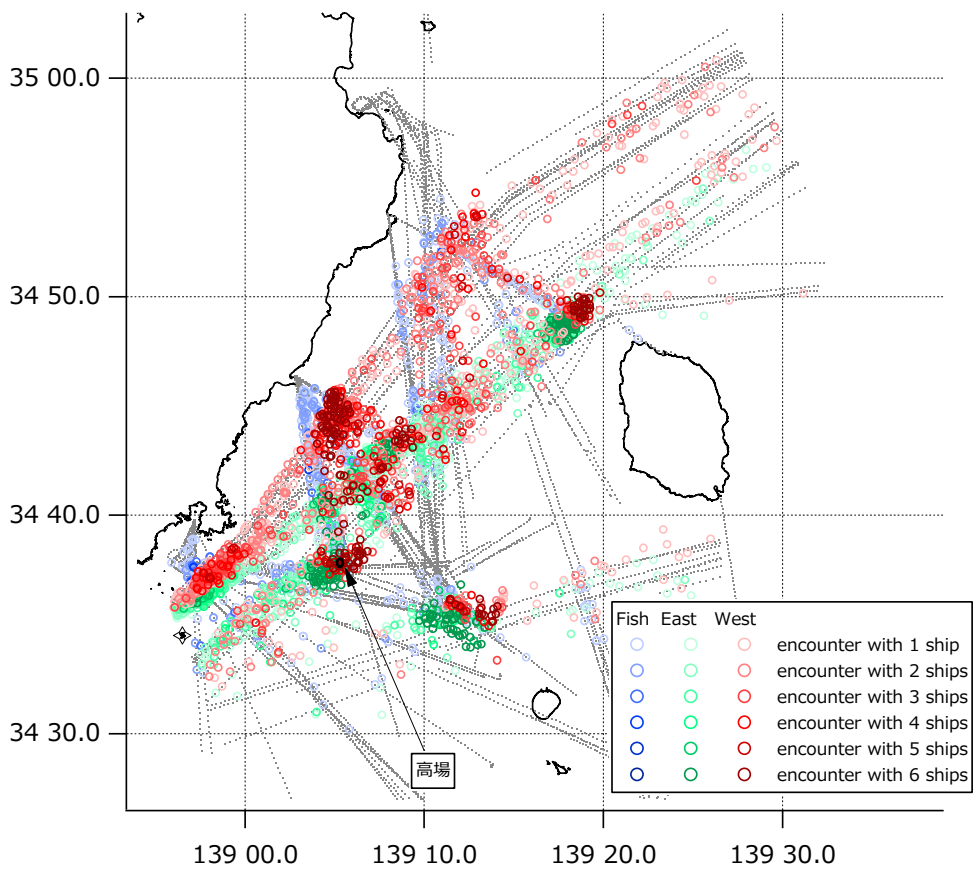 35 00.0
34 50.0
34 40.0
34 30.0
Fish East West
encounter with 1 ship
encounter with 2 ships
encounter with 3 ships
encounter with 4 ships
encounter with 5 ships
encounter with 6 ships
高場
139 00.0 139 10.0 139 20.0 139 30.0